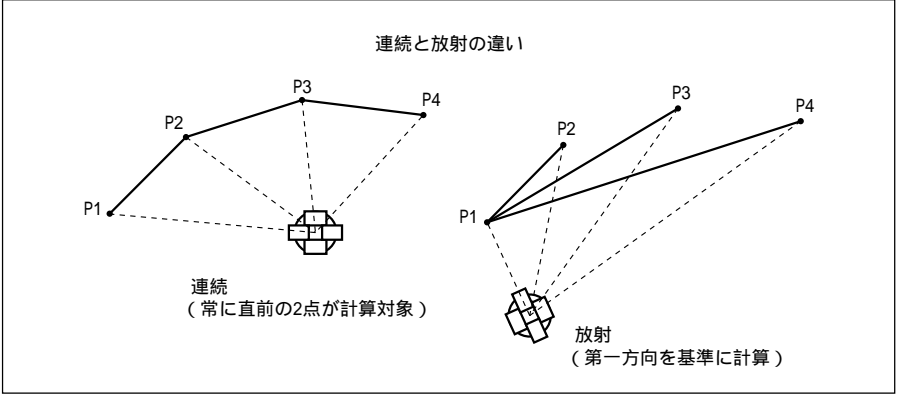 連続と放射の違い
P1
P2
P3
P4
連続
(常に直前の2点が計算対象)
P1
P2
P3
P4
放射
(第一方向を基準に計算)